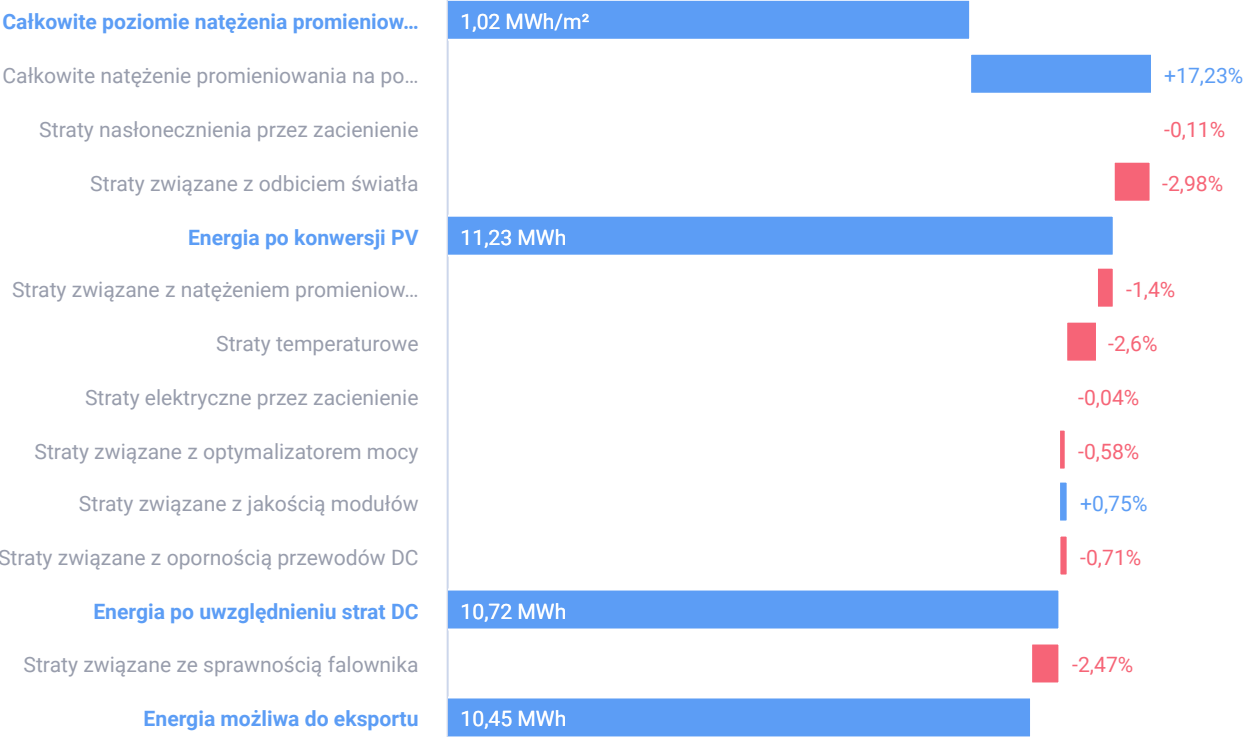 Całkowite poziomie natężenia promieniow... 1,02 MWh/m²
Całkowite natężenie promieniowania na po... +17,23%
Straty nasłonecznienia przez zacienienie -0,11%
Straty związane z odbiciem światła -2,98%
Energia po konwersji PV 11,23 MWh
Straty związane z natężeniem promieniow... -1,4%
Straty temperaturowe -2,6%
Straty elektryczne przez zacienienie -0,04%
Straty związane z optymalizatorem mocy -0,58%
Straty związane z jakością modułów +0,75%
Straty związane z opornością przewodów DC -0,71%
Energia po uwzględnieniu strat DC 10,72 MWh
Straty związane ze sprawnością falownika -2,47%
Energia możliwa do eksportu 10,45 MWh